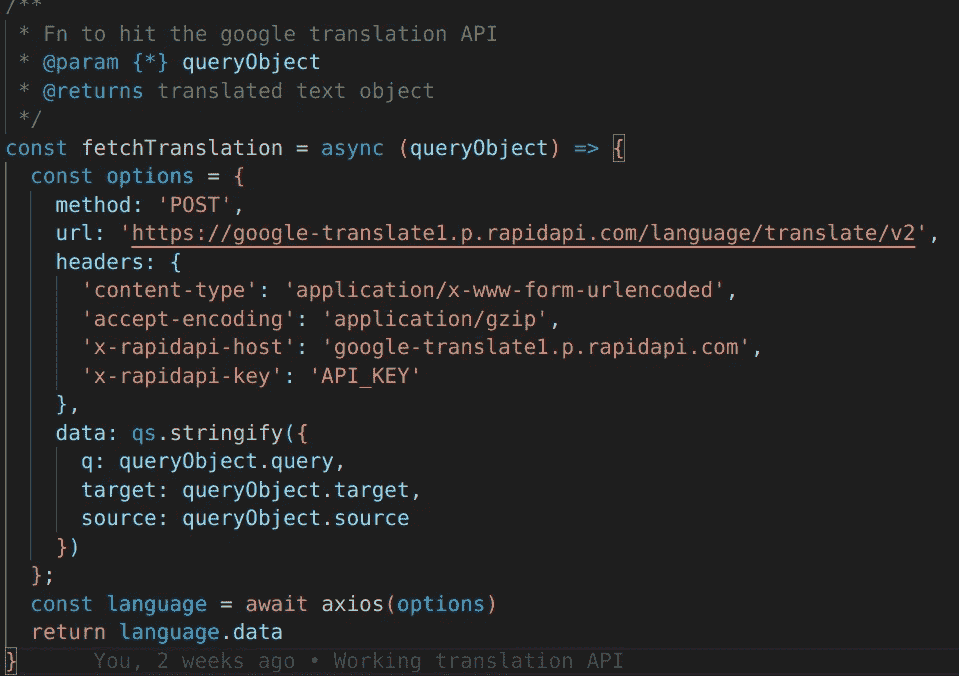 /**
 * Fn to hit the google translation API
 * @param {*} queryObject
 * @returns translated text object
 */
const fetchTranslation = async (queryObject) => {
  const options = {
    method: 'POST',
    url: 'https://google-translate1.p.rapidapi.com/language/translate/v2',
    headers: {
      'content-type': 'application/x-www-form-urlencoded',
      'accept-encoding': 'application/gzip',
      'x-rapidapi-host': 'google-translate1.p.rapidapi.com',
      'x-rapidapi-key': 'API_KEY'
    },
    data: qs.stringify({
      q: queryObject.query,
      target: queryObject.target,
      source: queryObject.source
    })
  };
  const language = await axios(options)
  return language.data
}      You, 2 weeks ago • Working translation API